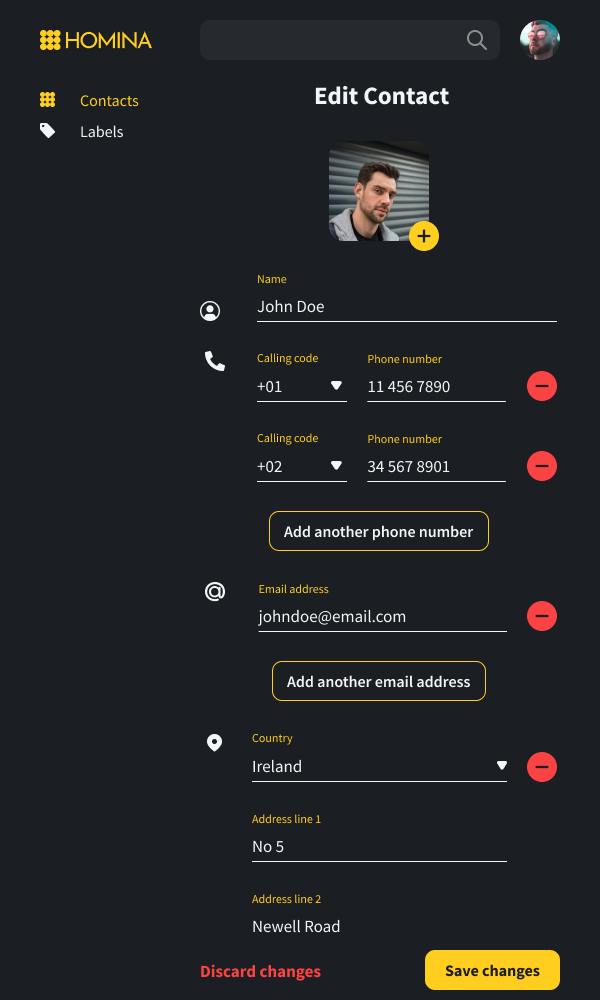 HOMINA
Contacts
Labels
Edit Contact
Name
John Doe
Calling code Phone number
+01 11 456 7890
Calling code Phone number
+02 34 567 8901
Add another phone number
Email address
johndoe@email.com
Add another email address
Country
Ireland
Address line 1
No 5
Address line 2
Newell Road
Discard changes Save changes